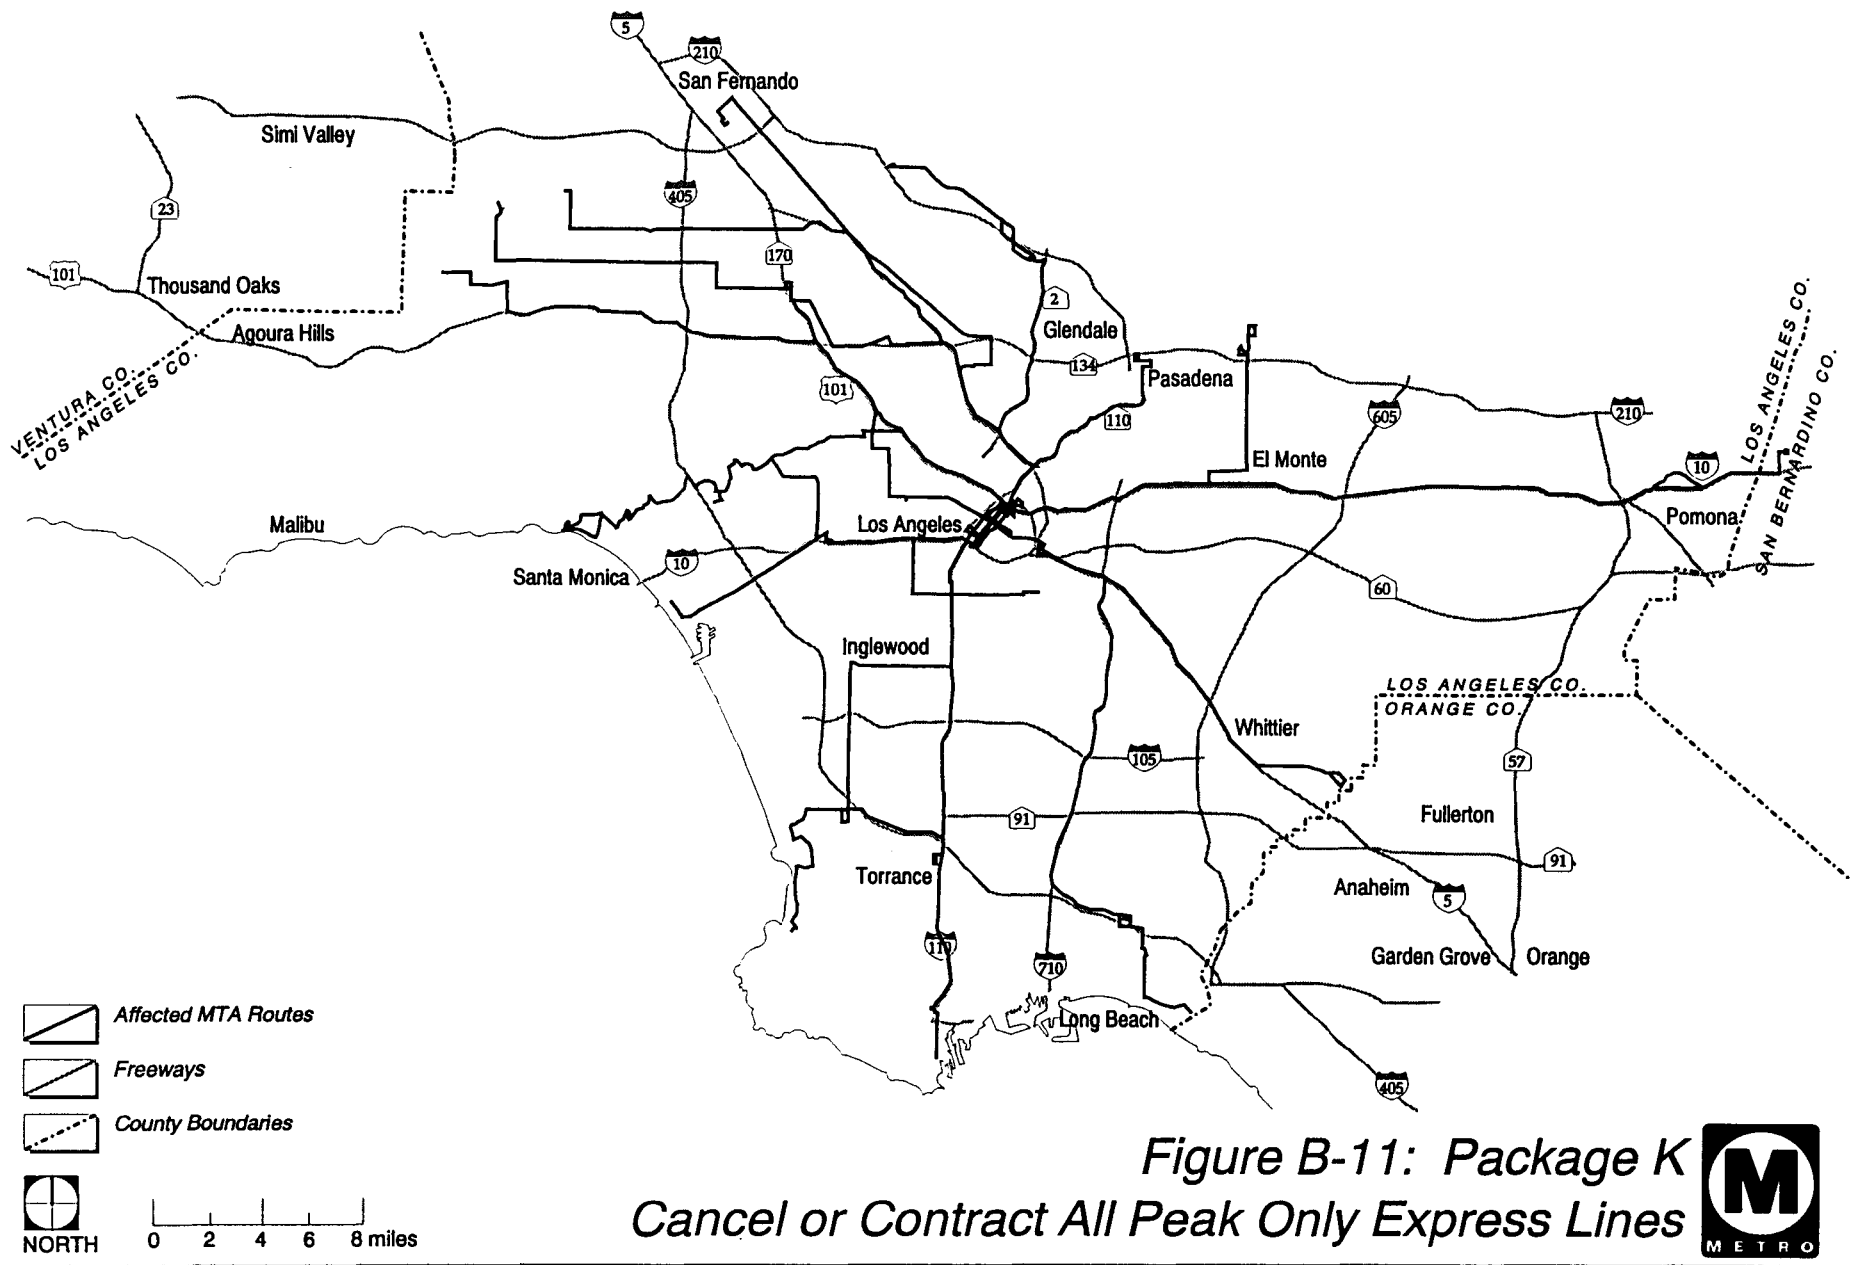 5
210
San Fernando
Simi Valley
405
23
170
101
Thousand Oaks
2
Agoura Hills
Glendale
134
VENTURA CO.
LOS ANGELES CO.
101
Pasadena
110
605
210
LOS ANGELES CO.
SAN BERNARDINO CO.
El Monte
10
Malibu
Los Angeles
Pomona
10
Santa Monica
60
Inglewood
LOS ANGELES CO.
ORANGE CO.
Whittier
105
57
91
Fullerton
91
Torrance
Anaheim
5
110
710
Garden Grove
Orange
Long Beach
405
Affected MTA Routes
Freeways
County Boundaries
NORTH
0 2 4 6 8 miles
Figure B-11: Package K
Cancel or Contract All Peak Only Express Lines
M
METRO